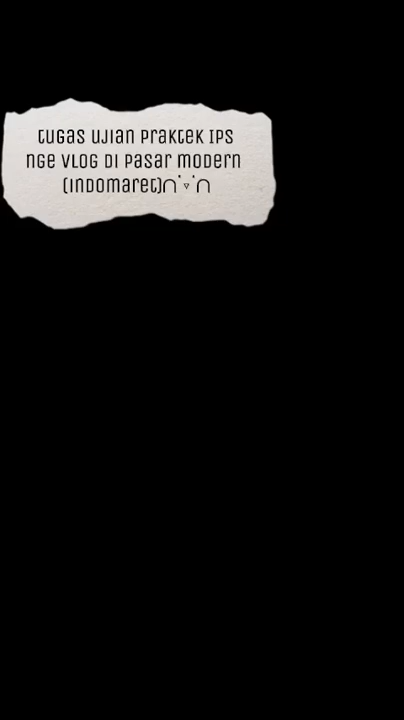 tugas ujian praktek IPS
nge vlog di pasar modern
(indomaret)∩˙▿˙∩